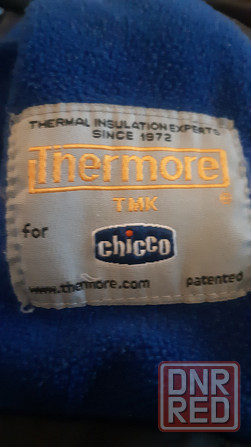 THERMAL INSULATION EXPERTS
SINCE 1972
Thermore
TMK
for
chicco
www.thermore.com patented
DNR
RED